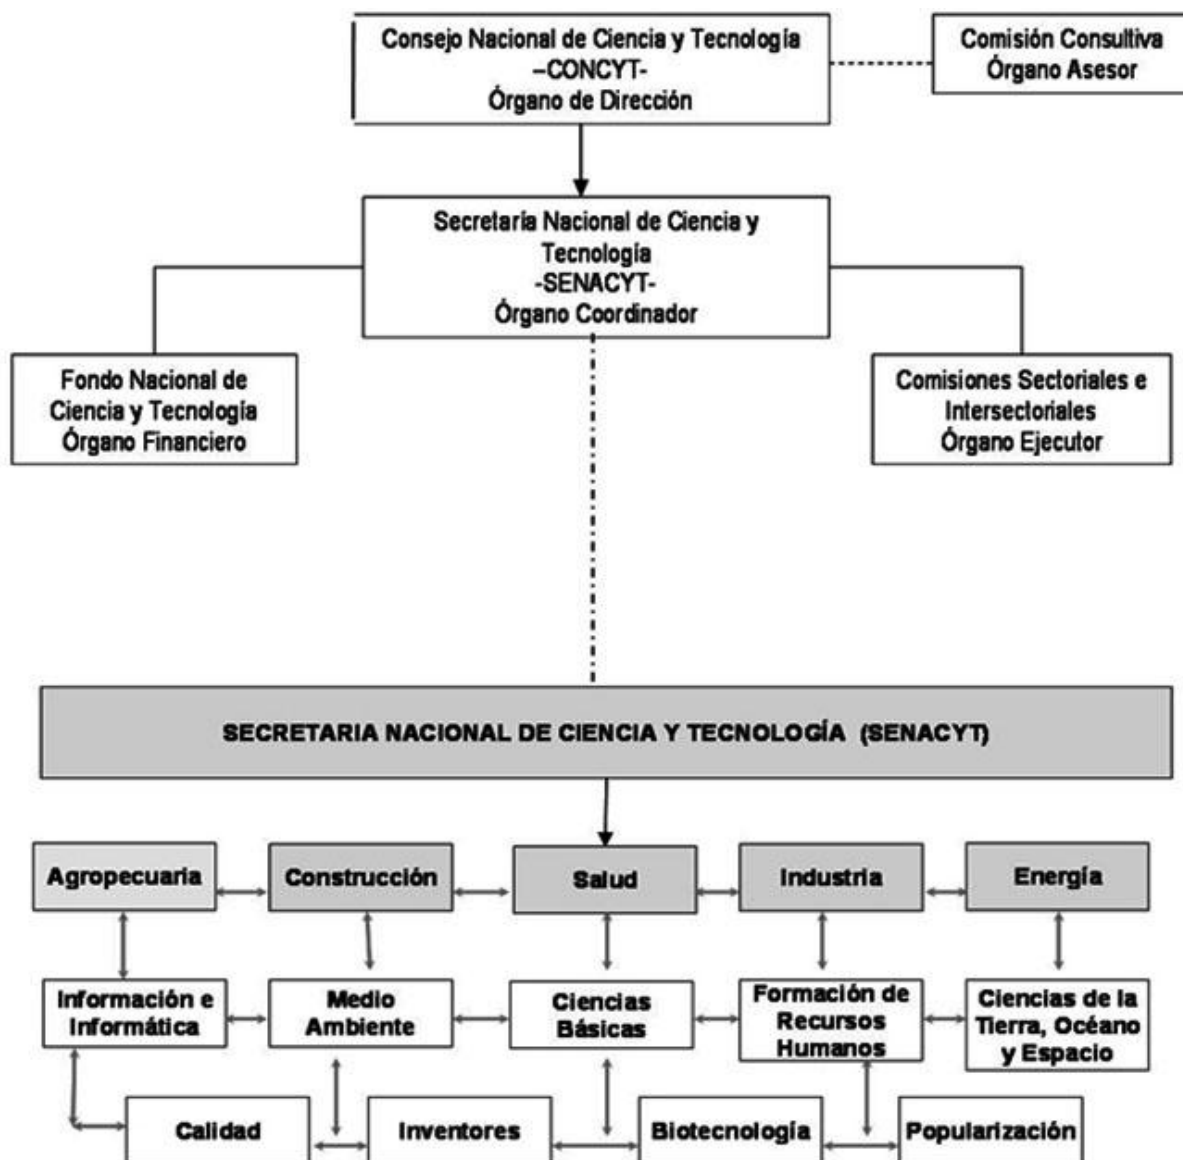 Consejo Nacional de Ciencia y Tecnología
–CONCYT-
Órgano de Dirección
Comisión Consultiva
Órgano Asesor
Secretaría Nacional de Ciencia y
Tecnología
-SENACYT-
Órgano Coordinador
Fondo Nacional de
Ciencia y Tecnología
Órgano Financiero
Comisiones Sectoriales e
Intersectoriales
Órgano Ejecutor
SECRETARIA NACIONAL DE CIENCIA Y TECNOLOGÍA (SENACYT)
Agropecuaria
Construcción
Salud
Industria
Energía
Información e
Informática
Medio
Ambiente
Ciencias
Básicas
Formación de
Recursos
Humanos
Ciencias de la
Tierra, Océano
y Espacio
Calidad
Inventores
Biotecnología
Popularización